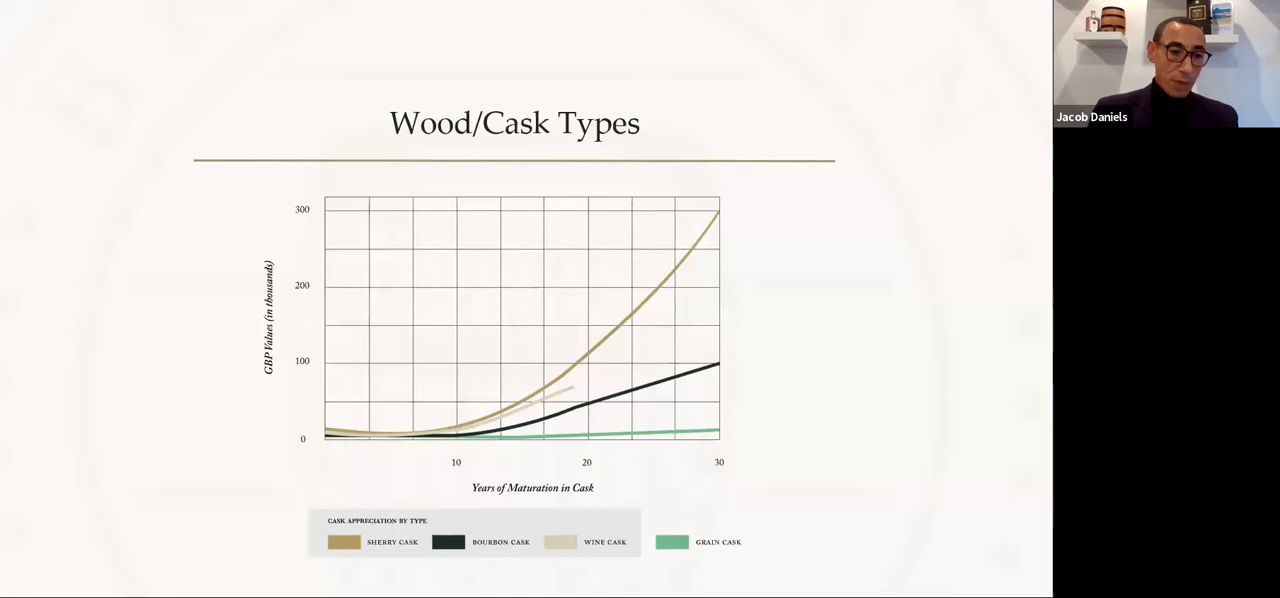 Wood/Cask Types
300
200
100
0
GBP Values (in thousands)
10 20 30
Years of Maturation in Cask
CASK APPRECIATION BY TYPE
SHERRY CASK BOURBON CASK WINE CASK GRAIN CASK
Jacob Daniels